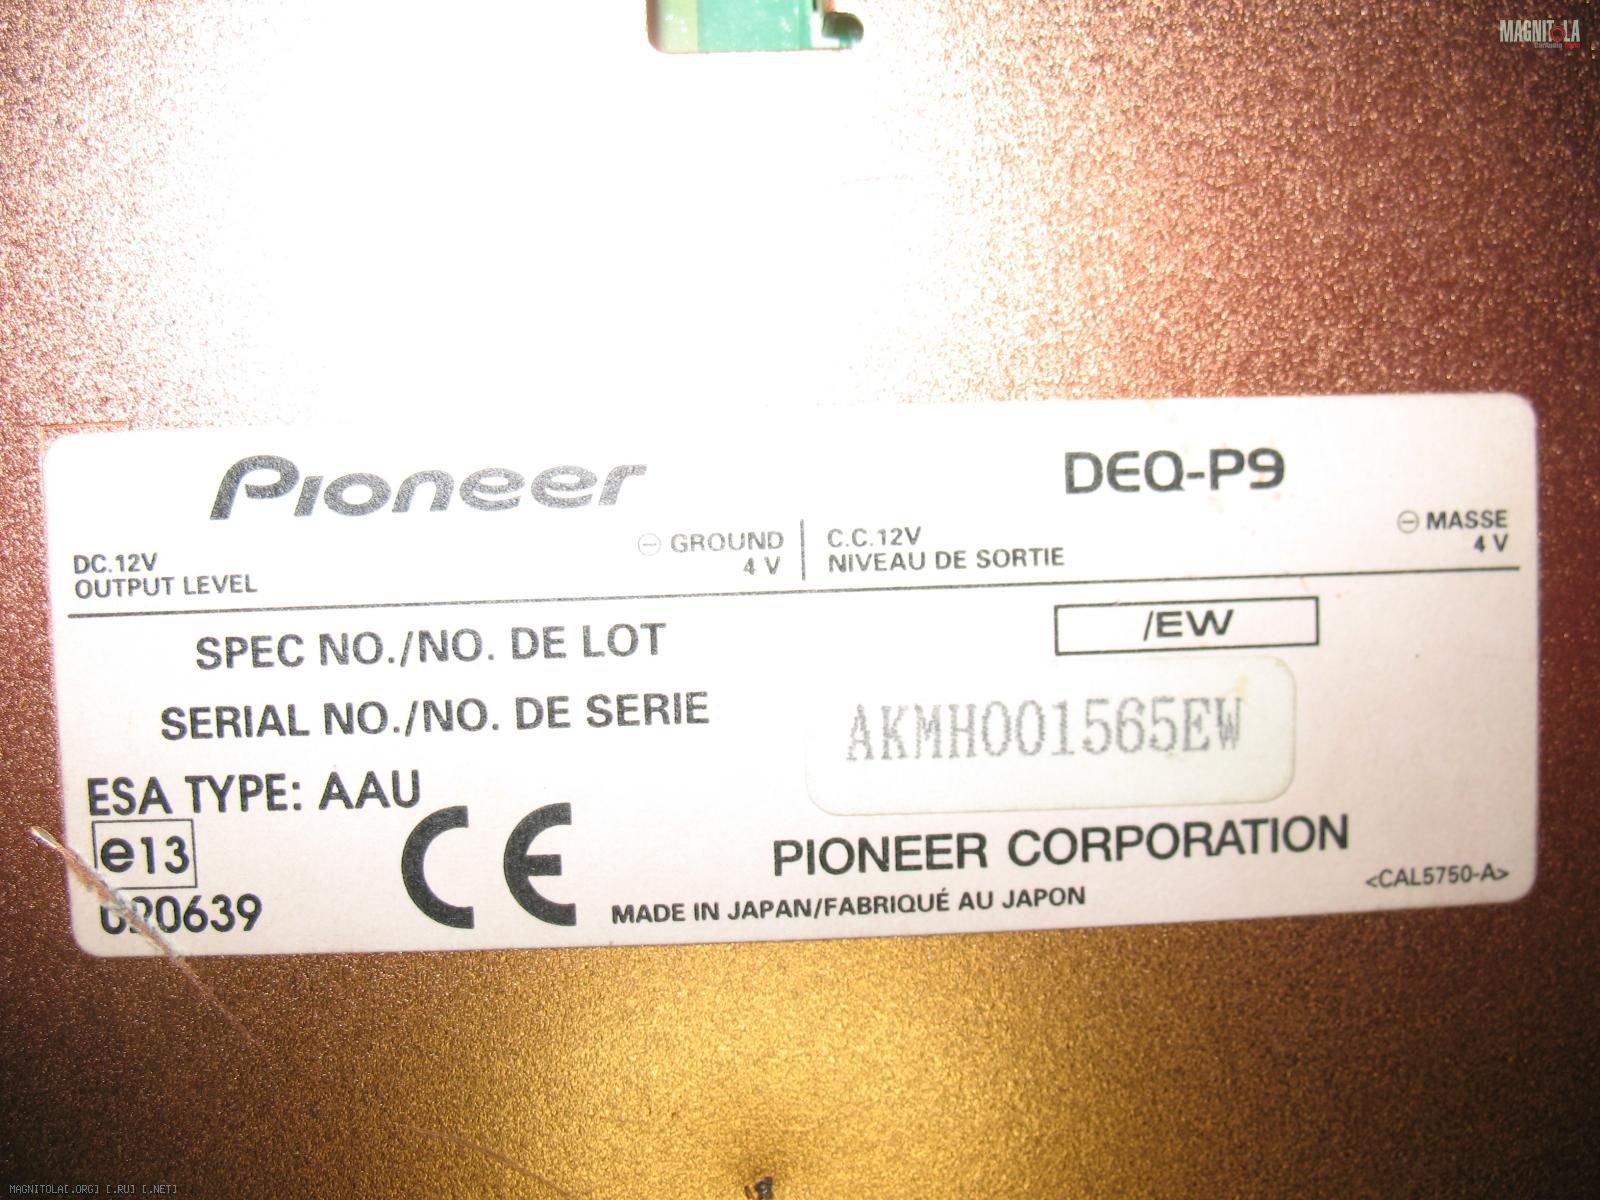 MAGNITOLA
Pioneer
DEQ-P9
DC.12V
⊖ GROUND
OUTPUT LEVEL
4 V
C.C.12V
⊖ MASSE
NIVEAU DE SORTIE
4 V
SPEC NO./NO. DE LOT
/EW
SERIAL NO./NO. DE SERIE
AKMH001565EW
ESA TYPE: AAU
e13
020639
CE
PIONEER CORPORATION
<CAL5750-A>
MADE IN JAPAN/FABRIQUÉ AU JAPON
MAGNITOLA[.ORG] [.RU] [.NET]